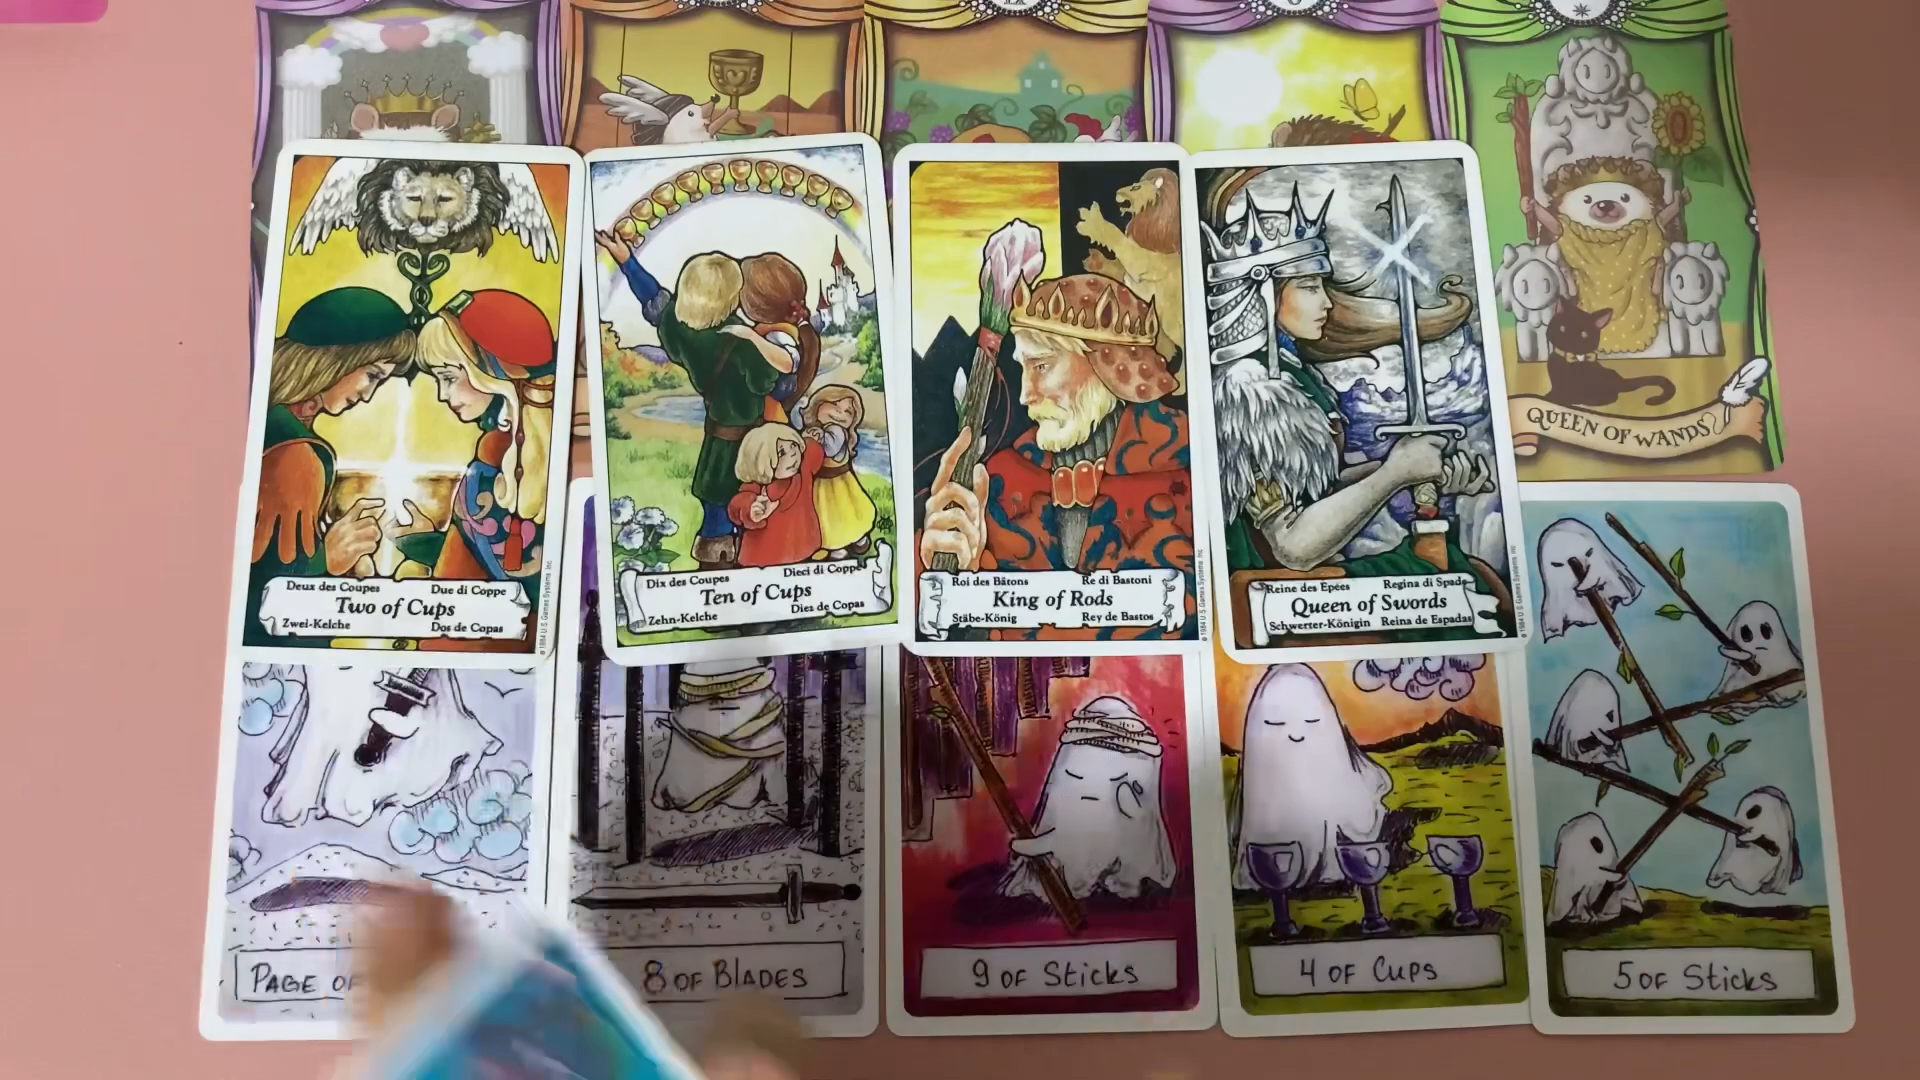 QUEEN OF WANDS
Deux des Coupes Due di Coppe
Two of Cups
Zwei-Kelche Dos de Copas
Dix des Coupes Dieci di Coppe
Ten of Cups
Zehn-Kelche Dies de Copas
Roi des Bâtons Re di Bastoni
King of Rods
Stäbe-König Rey de Bastos
Reine des Epées Regina di Spade
Queen of Swords
Schwerter-Königin Reina de Espadas
PAGE OF
8 OF BLADES
9 OF STICKS
4 OF CUPS
5 OF STICKS